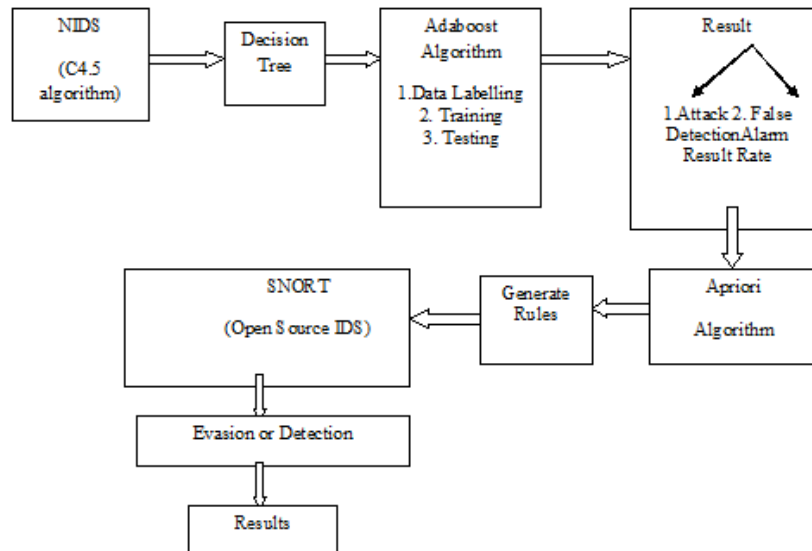 NIDS
(C4.5
algorithm)
Decision
Tree
Adaboost
Algorithm
1.Data Labelling
2. Training
3. Testing
Result
1.Attack 2. False
DetectionAlarm
Result Rate
Apriori
Algorithm
Generate
Rules
SNORT
(Open Source IDS)
Evasion or Detection
Results